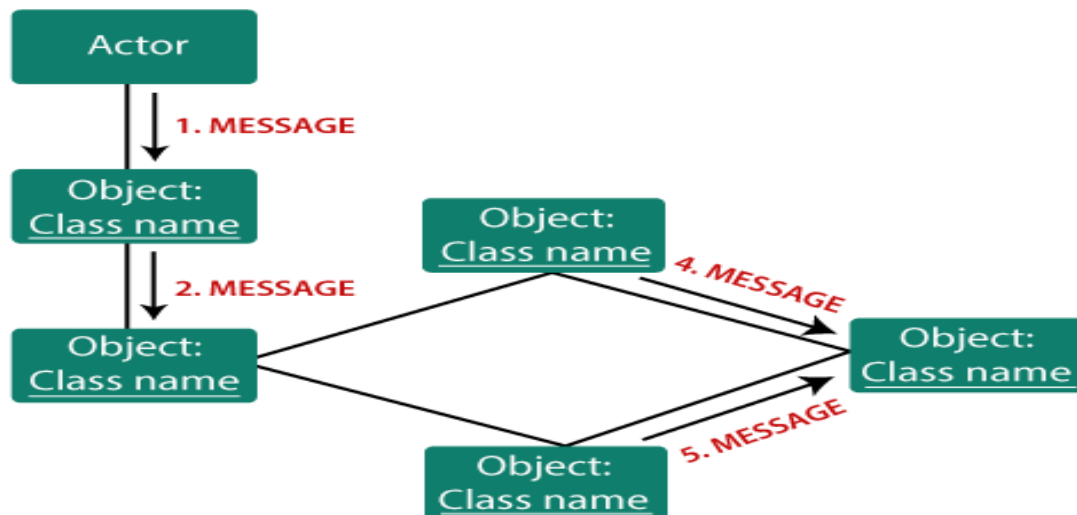 Actor
1. MESSAGE
Object:
Class name
2. MESSAGE
Object:
Class name
Object:
Class name
4. MESSAGE
Object:
Class name
5. MESSAGE
Object:
Class name